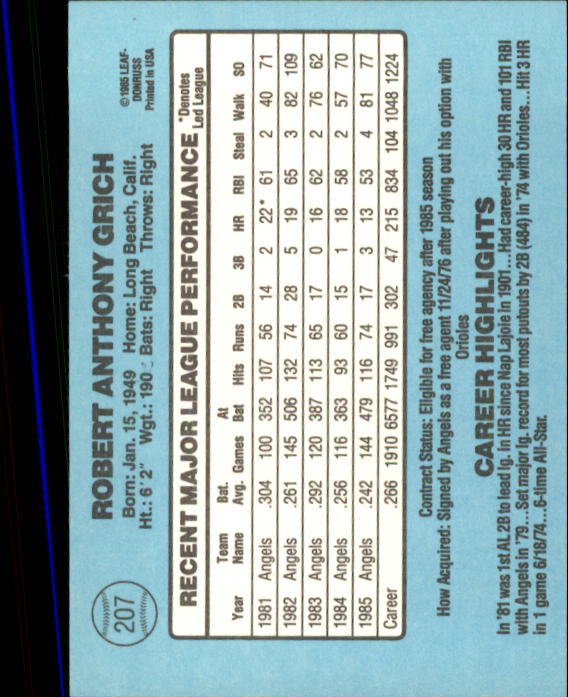 207
ROBERT ANTHONY GRICH
Born: Jan. 15, 1949 Home: Long Beach, Calif.
Ht.: 6'2" Wgt.: 190 Bats: Right Throws: Right
© 1985 LEAF-
DONRUSS
Printed in USA
RECENT MAJOR LEAGUE PERFORMANCE *Denotes
Led League
Team Bat. At
Year Name Avg. Games Bat Hits Runs 2B 3B HR RBI Steal Walk SO
1981 Angels .304 100 352 107 56 14 2 22* 61 2 40 71
1982 Angels .261 145 506 132 74 28 5 19 65 3 82 109
1983 Angels .292 120 387 113 65 17 0 16 62 2 76 62
1984 Angels .256 116 363 93 60 15 1 18 58 2 57 70
1985 Angels .242 144 479 116 74 17 3 13 53 4 81 77
Career .266 1910 6577 1749 991 302 47 215 834 104 1048 1224
Contract Status: Eligible for free agency after 1985 season
How Acquired: Signed by Angels as a free agent 11/24/76 after playing out his option with
Orioles
CAREER HIGHLIGHTS
In '81 was 1st AL 2B to lead lg. in HR since Nap Lajoie in 1901...Had career-high 30 HR and 101 RBI
with Angels in '79...Set major lg. record for most putouts by 2B (484) in '74 with Orioles...Hit 3 HR
in 1 game 6/18/74...6-time All-Star.